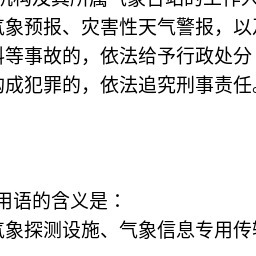 机构及其所属气象台站的工作人
气象预报、灾害性天气警报，以及
料等事故的，依法给予行政处分
构成犯罪的，依法追究刑事责任。
用语的含义是：
气象探测设施、气象信息专用传输